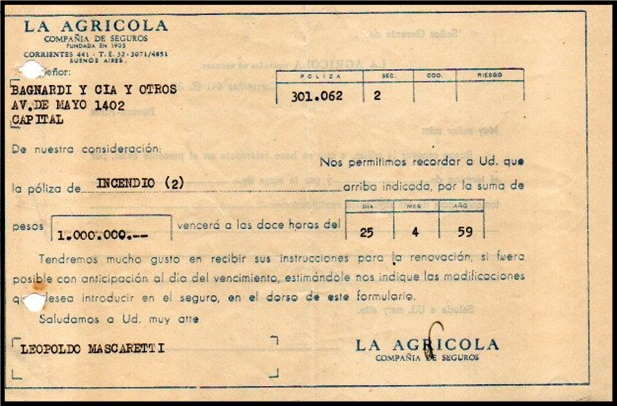 LA AGRICOLA
COMPAÑIA DE SEGUROS
FUNDADA EN 1905
CORRIENTES 441 - T. E. 32-3071/4851
BUENOS AIRES
Señor:
BAGNARDI Y CIA Y OTROS
AV.DE MAYO 1402
CAPITAL
POLIZA SEC. COD. RIESGO
301.062 2
De nuestra consideración:
Nos permitimos recordar a Ud. que
la póliza de INCENDIO (2) arriba indicada, por la suma de
pesos 1.000.000.-- vencerá a las doce horas del
DIA MES AÑO
25 4 59
Tendremos mucho gusto en recibir sus instrucciones para la renovación, si fuera
posible con anticipación al día del vencimiento, estimándole nos indique las modificaciones
desea introducir en el seguro, en el dorso de este formulario.
Saludamos a Ud. muy atte
LEOPOLDO MASCARETTI
LA AGRICOLA
COMPAÑIA DE SEGUROS